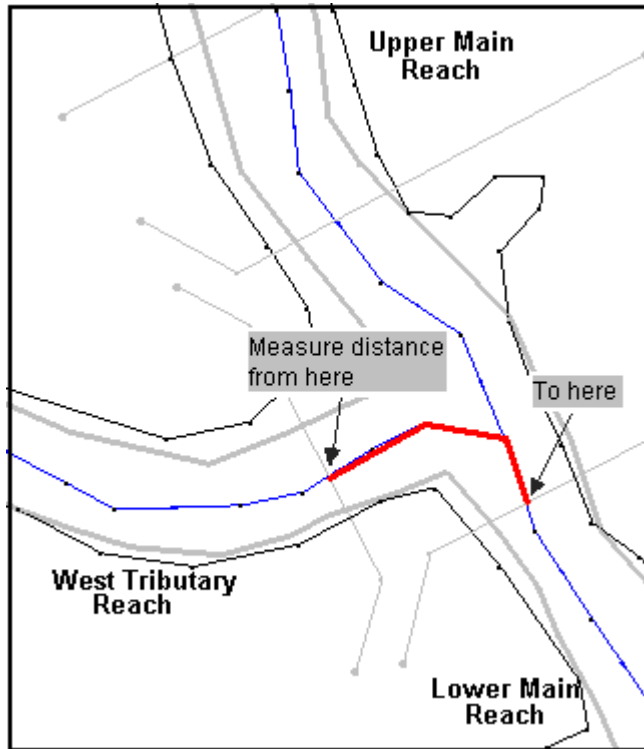 Upper Main
Reach
Measure distance
from here
To here
West Tributary
Reach
Lower Main
Reach